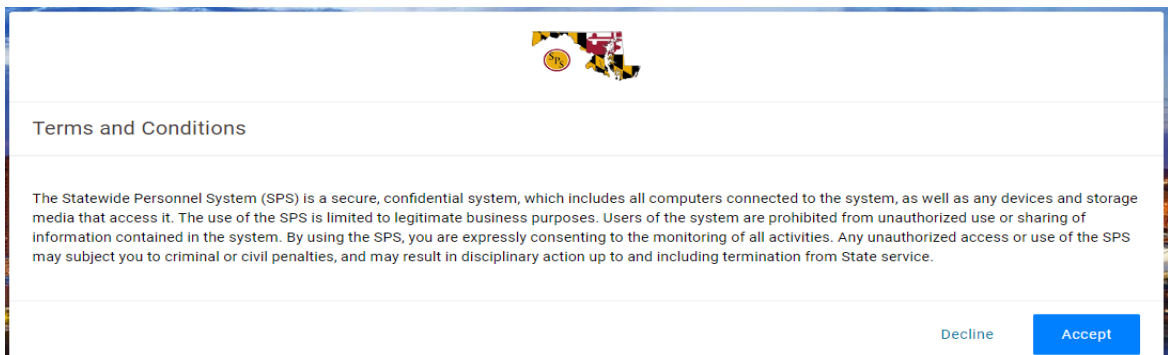 SPS
Terms and Conditions
The Statewide Personnel System (SPS) is a secure, confidential system, which includes all computers connected to the system, as well as any devices and storage
media that access it. The use of the SPS is limited to legitimate business purposes. Users of the system are prohibited from unauthorized use or sharing of
information contained in the system. By using the SPS, you are expressly consenting to the monitoring of all activities. Any unauthorized access or use of the SPS
may subject you to criminal or civil penalties, and may result in disciplinary action up to and including termination from State service.
Decline Accept